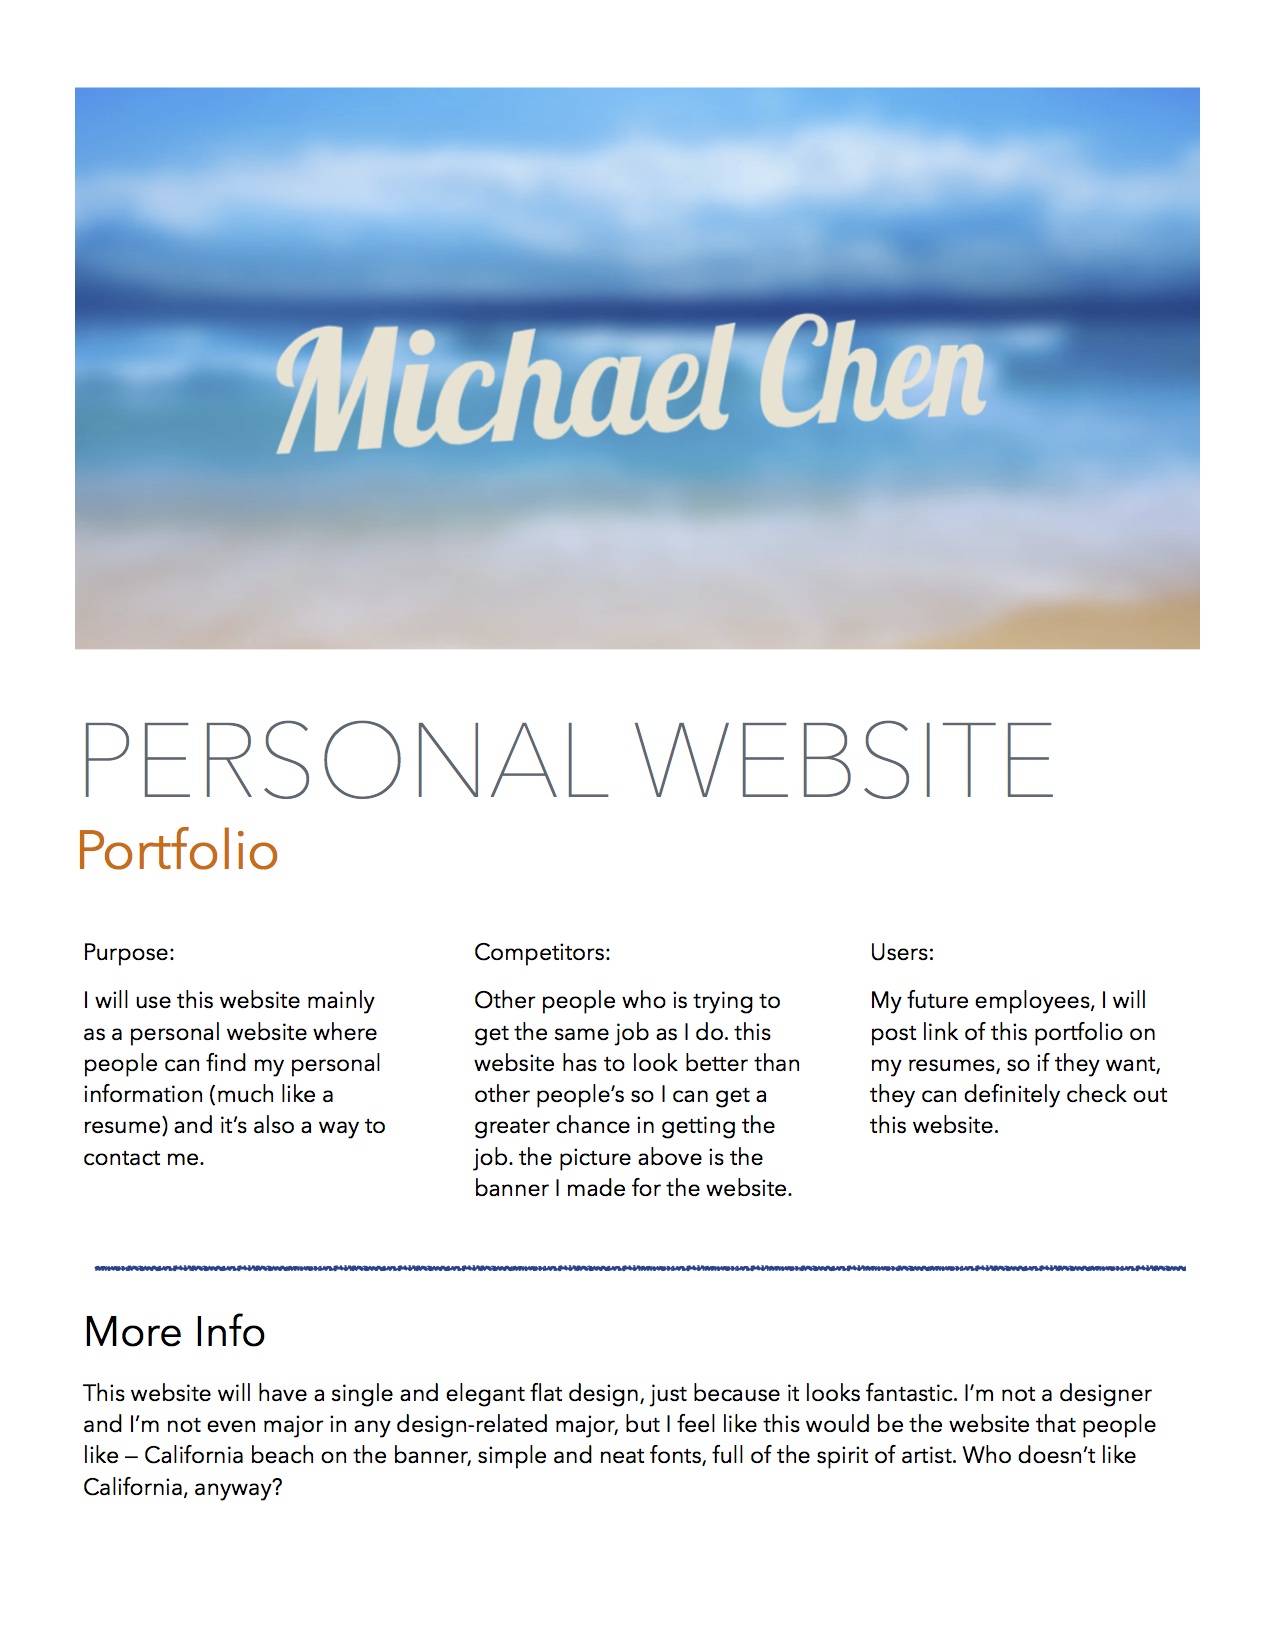 Michael Chen
PERSONAL WEBSITE
Portfolio
Purpose:
I will use this website mainly
as a personal website where
people can find my personal
information (much like a
resume) and it’s also a way to
contact me.
Competitors:
Other people who is trying to
get the same job as I do. this
website has to look better than
other people’s so I can get a
greater chance in getting the
job. the picture above is the
banner I made for the website.
Users:
My future employees, I will
post link of this portfolio on
my resumes, so if they want,
they can definitely check out
this website.
More Info
This website will have a single and elegant flat design, just because it looks fantastic. I’m not a designer
and I’m not even major in any design-related major, but I feel like this would be the website that people
like – California beach on the banner, simple and neat fonts, full of the spirit of artist. Who doesn’t like
California, anyway?